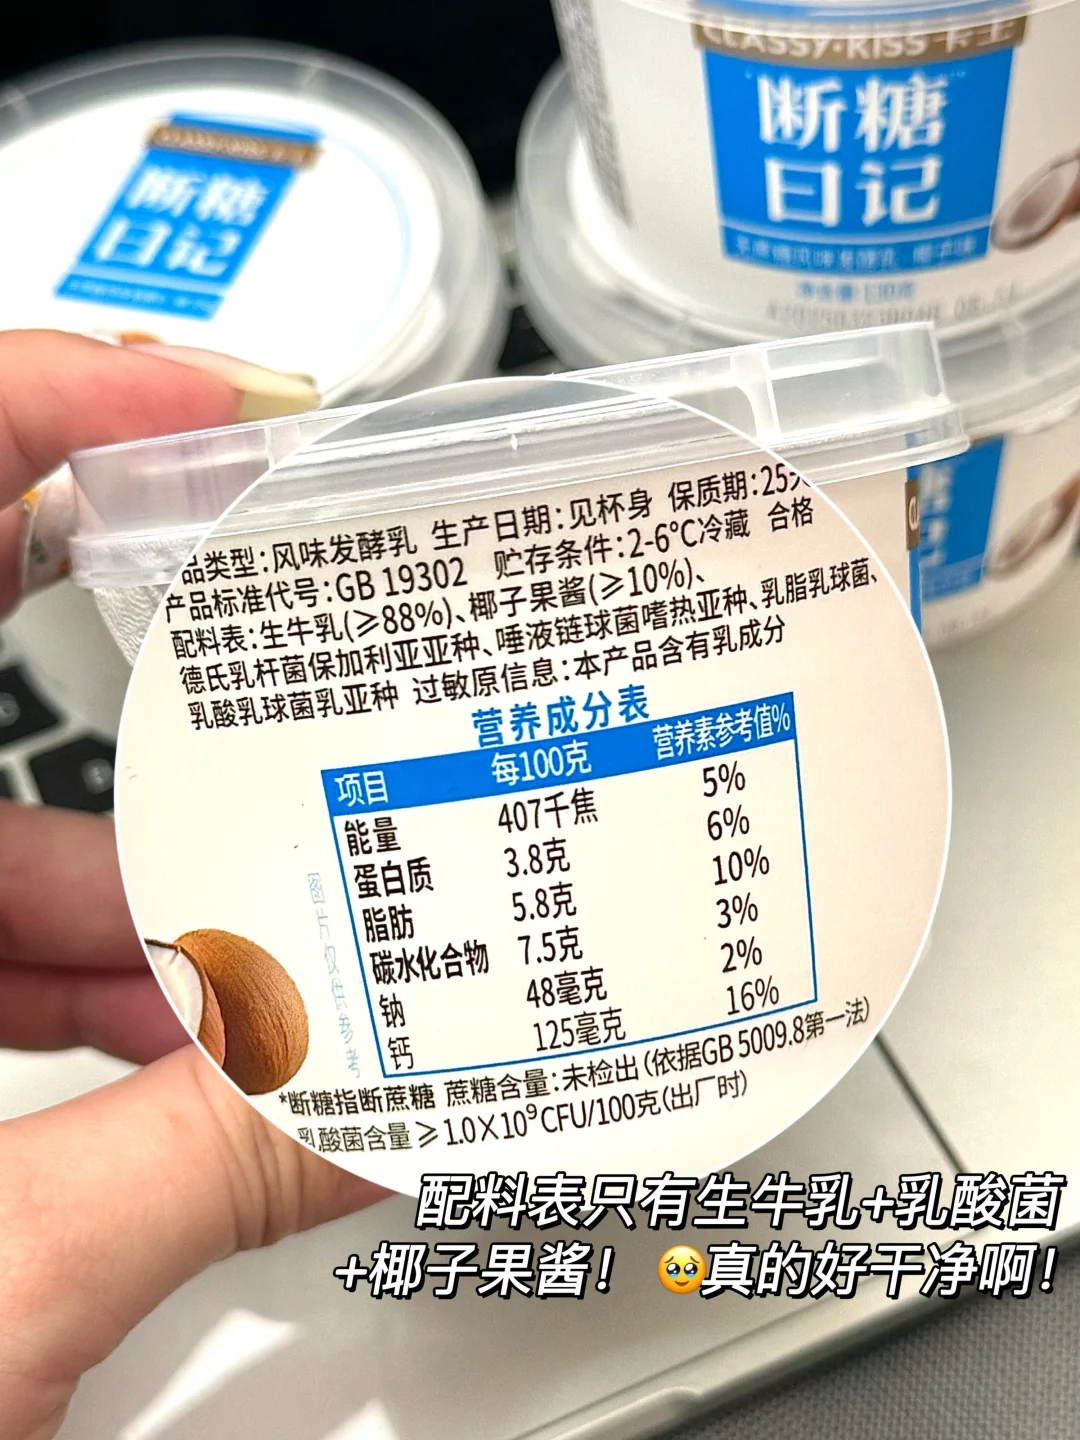 CLASSY·KISS 卡士
断糖
日记
断糖
日记
净含量130克
品类型:风味发酵乳 生产日期:见杯身 保质期:25天
产品标准代号:GB 19302 贮存条件:2-6℃冷藏 合格
配料表:生牛乳(≥88%)、椰子果酱(≥10%)、
德氏乳杆菌保加利亚亚种、唾液链球菌嗜热亚种、乳脂乳球菌、
乳酸乳球菌乳亚种 过敏原信息:本产品含有乳成分
营养成分表
项目 每100克 营养素参考值%
能量 407千焦 5%
蛋白质 3.8克 6%
脂肪 5.8克 10%
碳水化合物 7.5克 3%
钠 48毫克 2%
钙 125毫克 16%
图片仅供参考
*断糖指断蔗糖 蔗糖含量:未检出(依据GB 5009.8第一法)
乳酸菌含量≥1.0×10⁹CFU/100克(出厂时)
配料表只有生牛乳+乳酸菌
+椰子果酱!🥹真的好干净啊!